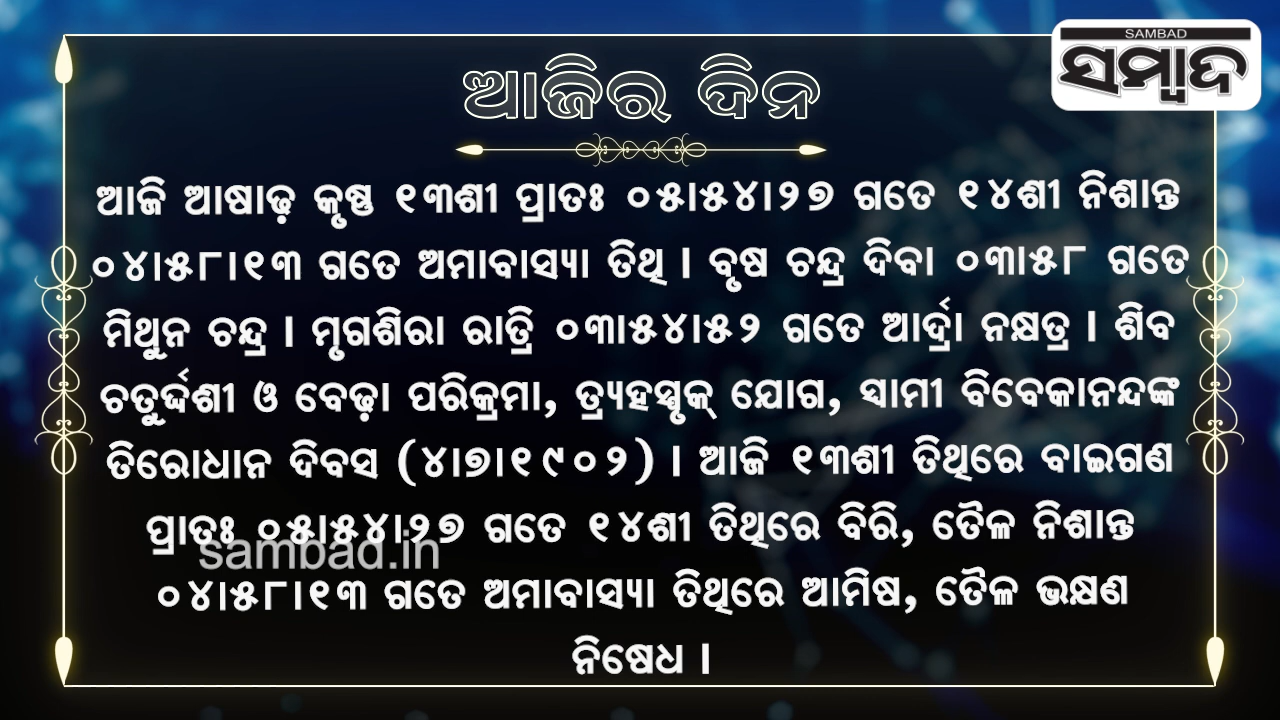 SAMBAD
ସମ୍ବାଦ
ଆଜିର ଦିନ
ଆଜି ଆଷାଢ଼ କୃଷ୍ଣ ୧୩ଶୀ ପ୍ରାତଃ ୦୫।୫୪।୨୭ ଗତେ ୧୪ଶୀ ନିଶାନ୍ତ
୦୪।୫୮।୧୩ ଗତେ ଅମାବାସ୍ୟା ତିଥି । ବୃଷ ଚନ୍ଦ୍ର ଦିବା ୦୩।୫୮ ଗତେ
ମିଥୁନ ଚନ୍ଦ୍ର । ମୃଗଶିରା ରାତ୍ରି ୦୩।୫୪।୫୨ ଗତେ ଆର୍ଦ୍ରା ନକ୍ଷତ୍ର । ଶିବ
ଚତୁର୍ଦ୍ଦଶୀ ଓ ବେଢ଼ା ପରିକ୍ରମା, ତ୍ର୍ୟହସ୍ପୃକ୍ ଯୋଗ, ସ୍ୱାମୀ ବିବେକାନନ୍ଦଙ୍କ
ତିରୋଧାନ ଦିବସ (୪।୭।୧୯୦୨) । ଆଜି ୧୩ଶୀ ତିଥିରେ ବାଇଗଣ
ପ୍ରାତଃ ୦୫।୫୪।୨୭ ଗତେ ୧୪ଶୀ ତିଥିରେ ବିରି, ତୈଳ ନିଶାନ୍ତ
sambad.in
୦୪।୫୮।୧୩ ଗତେ ଅମାବାସ୍ୟା ତିଥିରେ ଆମିଷ, ତୈଳ ଭକ୍ଷଣ
ନିଷେଧ ।